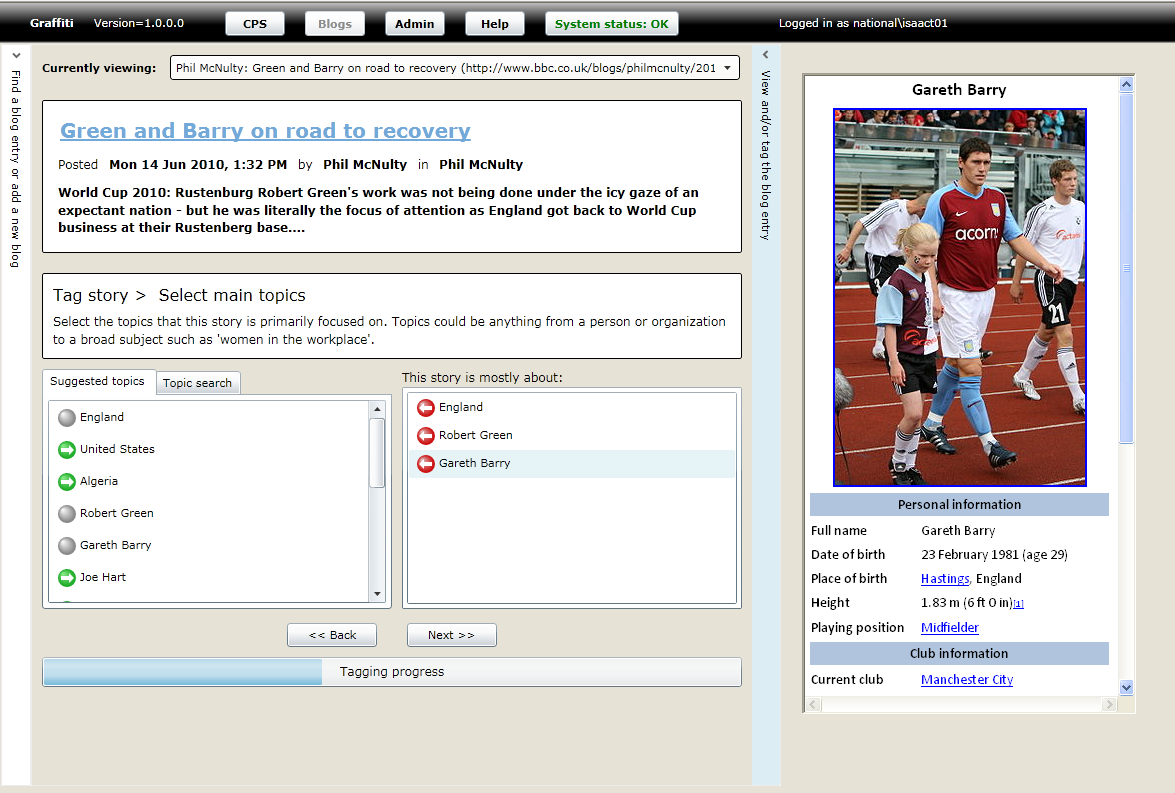 Graffiti Version=1.0.0.0 CPS Blogs Admin Help System status: OK Logged in as national\isaact01
Find a blog entry or add a new blog
Currently viewing: Phil McNulty: Green and Barry on road to recovery (http://www.bbc.co.uk/blogs/philmcnulty/201
Green and Barry on road to recovery
Posted Mon 14 Jun 2010, 1:32 PM by Phil McNulty in Phil McNulty
World Cup 2010: Rustenburg Robert Green's work was not being done under the icy gaze of an
expectant nation - but he was literally the focus of attention as England got back to World Cup
business at their Rustenberg base....
Tag story > Select main topics
Select the topics that this story is primarily focused on. Topics could be anything from a person or organization
to a broad subject such as 'women in the workplace'.
Suggested topics Topic search
England
United States
Algeria
Robert Green
Gareth Barry
Joe Hart
This story is mostly about:
England
Robert Green
Gareth Barry
<< Back Next >>
Tagging progress
View and/or tag the blog entry
Gareth Barry
acorns
actavis
21
Personal information
Full name Gareth Barry
Date of birth 23 February 1981 (age 29)
Place of birth Hastings, England
Height 1.83 m (6 ft 0 in)[1]
Playing position Midfielder
Club information
Current club Manchester City